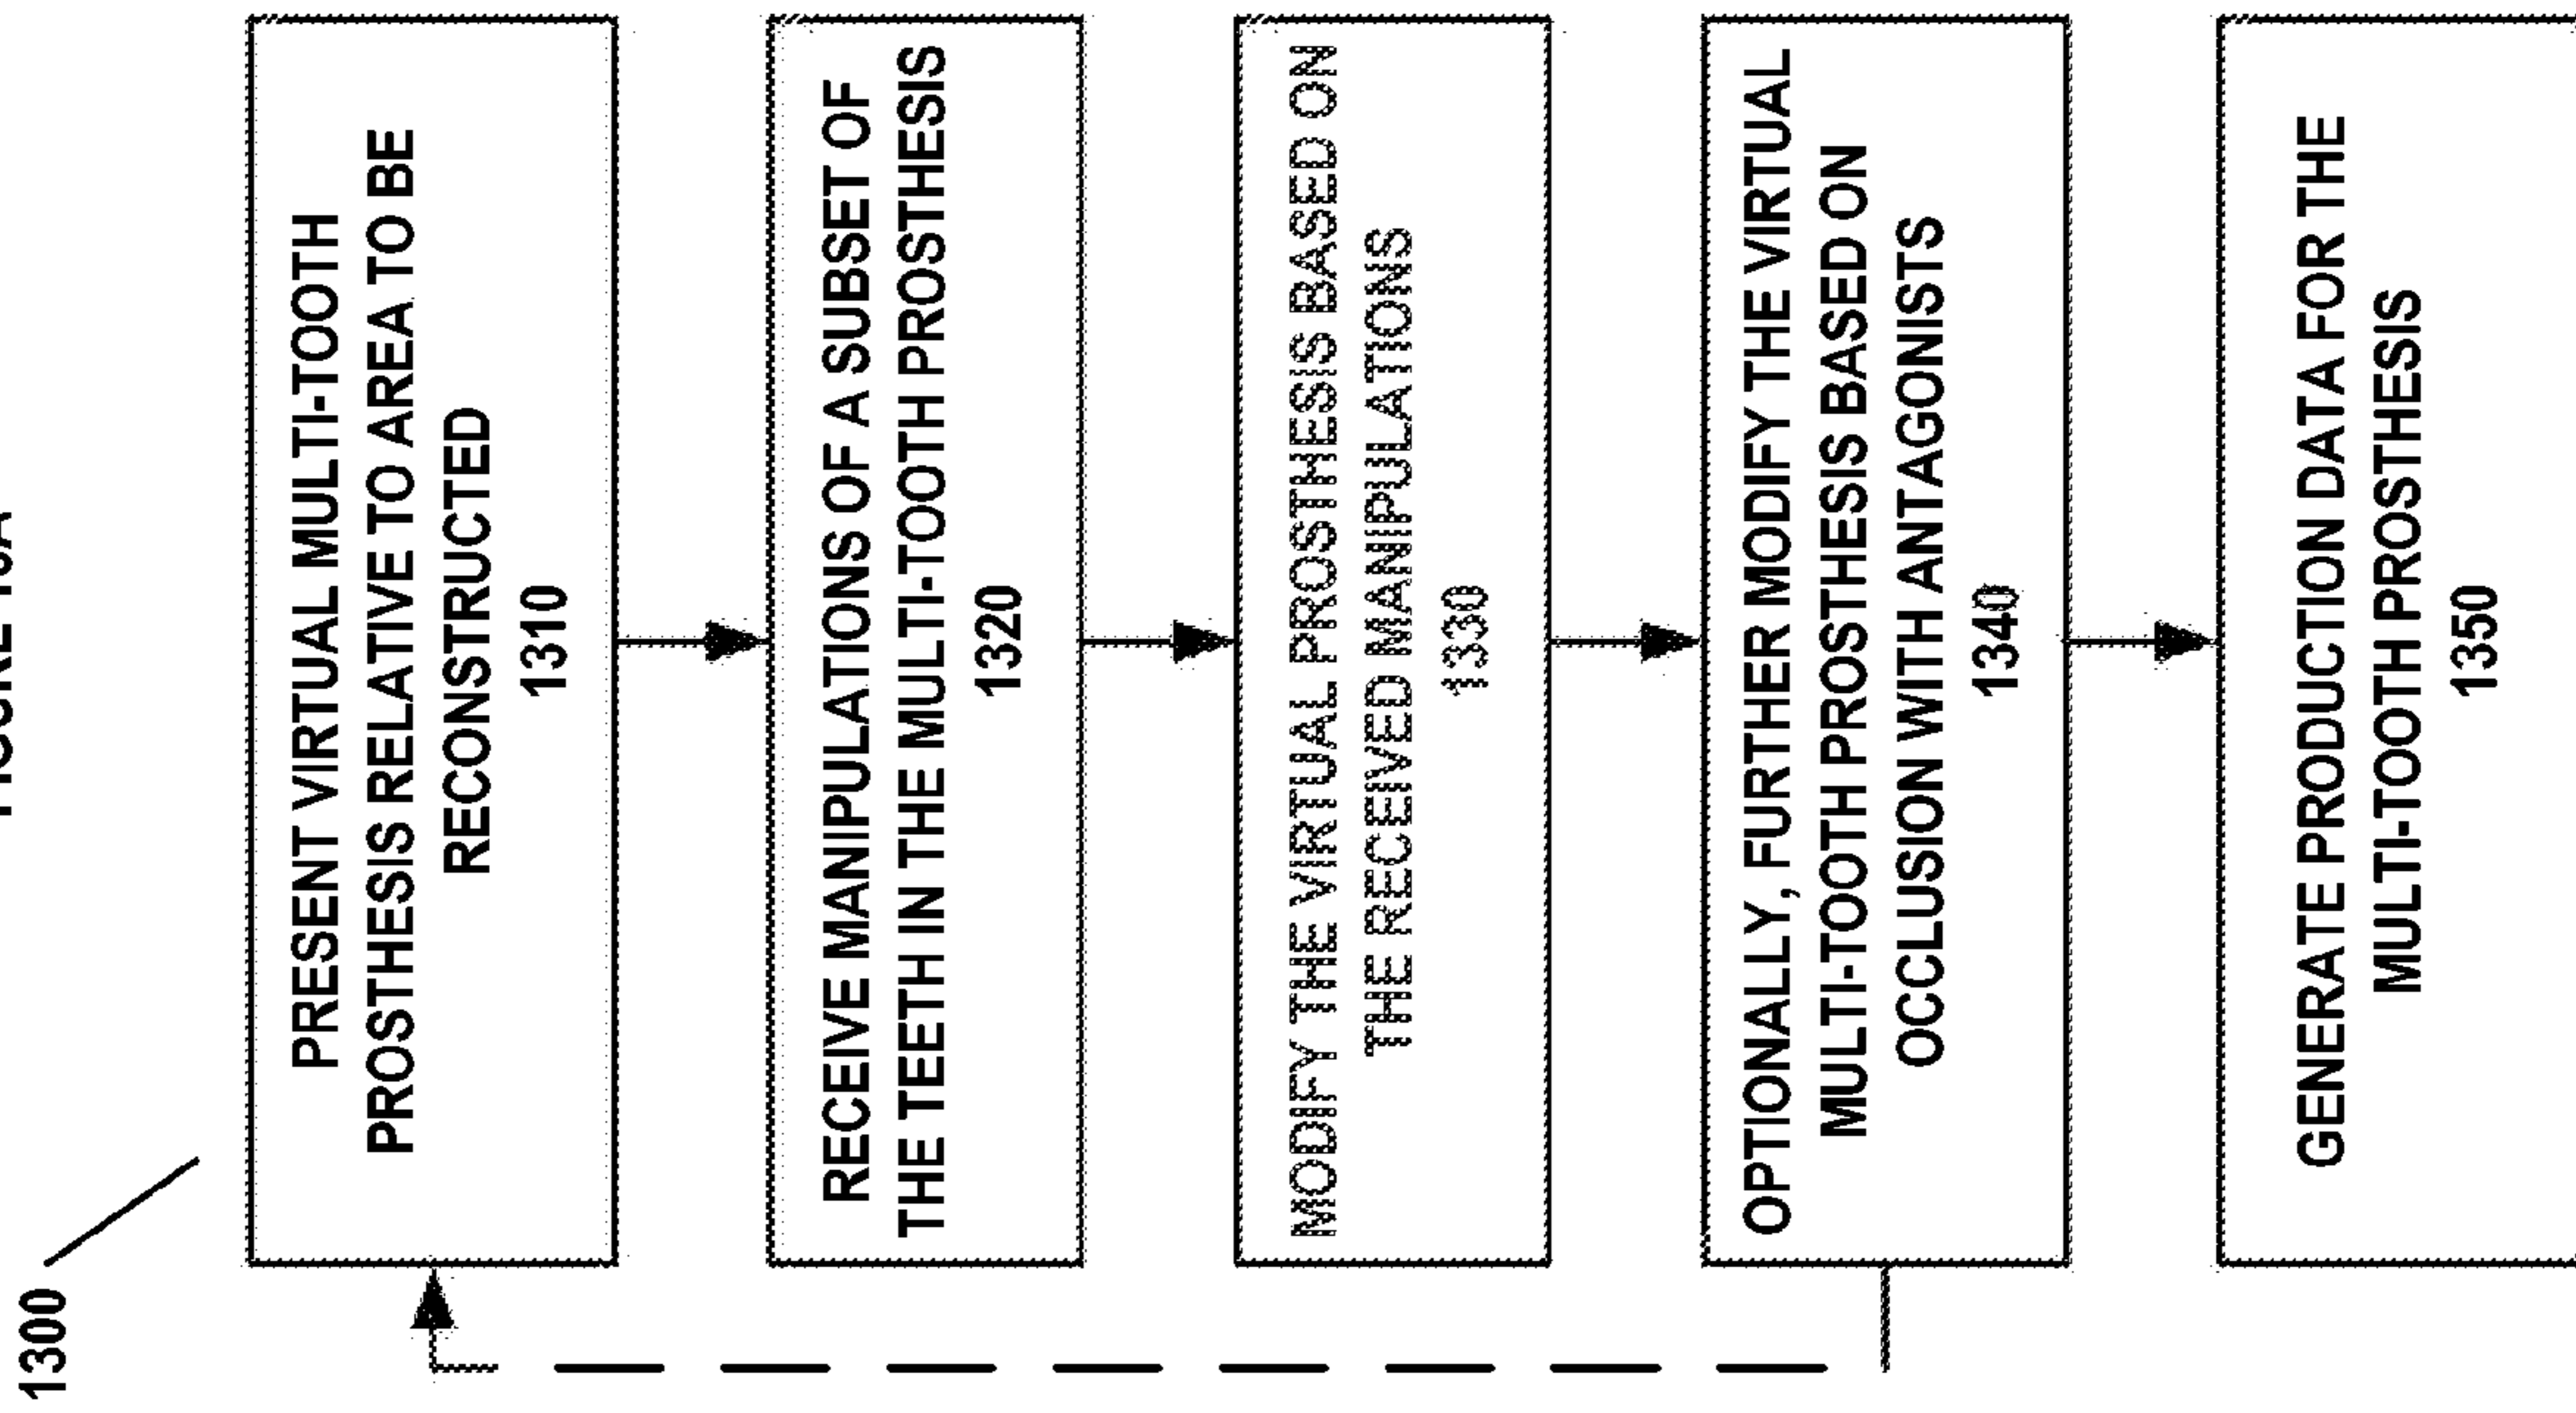 1300
PRESENT VIRTUAL MULTI-TOOTH
PROSTHESIS RELATIVE TO AREA TO BE
RECONSTRUCTED
1310
RECEIVE MANIPULATIONS OF A SUBSET OF
THE TEETH IN THE MULTI-TOOTH PROSTHESIS
1320
MODIFY THE VIRTUAL PROSTHESIS BASED ON
THE RECEIVED MANIPULATIONS
1330
OPTIONALLY, FURTHER MODIFY THE VIRTUAL
MULTI-TOOTH PROSTHESIS BASED ON
OCCLUSION WITH ANTAGONISTS
1340
GENERATE PRODUCTION DATA FOR THE
MULTI-TOOTH PROSTHESIS
1350